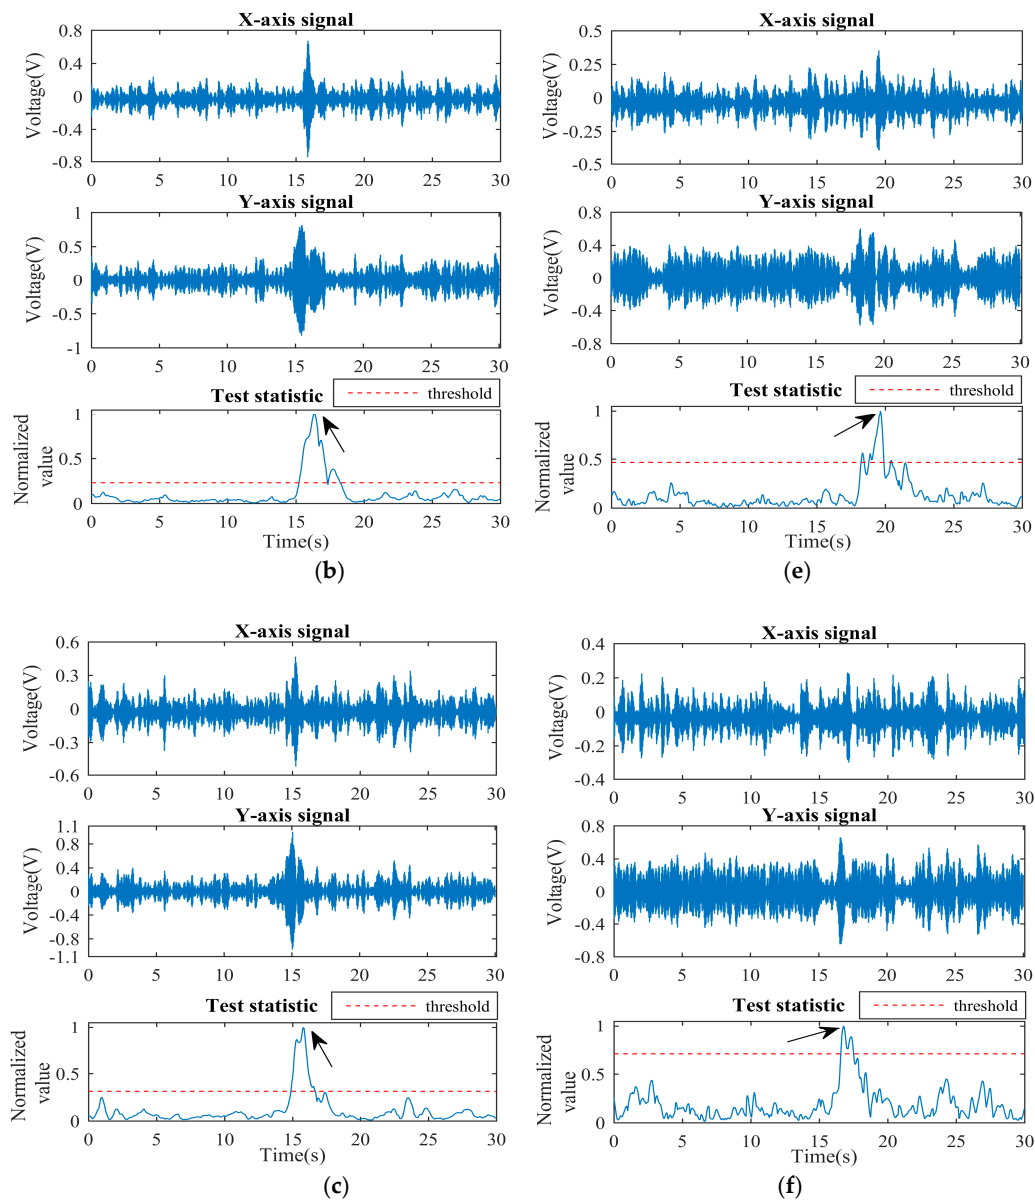 X-axis signal
Voltage(V)
0.8
0.4
0
-0.4
-0.8
0 5 10 15 20 25 30
Y-axis signal
Voltage(V)
1
0.5
0
-0.5
-1
0 5 10 15 20 25 30
Test statistic
threshold
Normalized
value
1
0.5
0
0 5 10 15 20 25 30
Time(s)
(b)
X-axis signal
Voltage(V)
0.5
0.25
0
-0.25
-0.5
0 5 10 15 20 25 30
Y-axis signal
Voltage(V)
0.8
0.4
0
-0.4
-0.8
0 5 10 15 20 25 30
Test statistic
threshold
Normalized
value
1
0.5
0
0 5 10 15 20 25 30
Time(s)
(e)
X-axis signal
Voltage(V)
0.6
0.3
0
-0.3
-0.6
0 5 10 15 20 25 30
Y-axis signal
Voltage(V)
1.1
0.8
0.4
0
-0.4
-0.8
-1.1
0 5 10 15 20 25 30
Test statistic
threshold
Normalized
value
1
0.5
0
0 5 10 15 20 25 30
Time(s)
(c)
X-axis signal
Voltage(V)
0.4
0.2
0
-0.2
-0.4
0 5 10 15 20 25 30
Y-axis signal
Voltage(V)
0.8
0.4
0
-0.4
-0.8
0 5 10 15 20 25 30
Test statistic
threshold
Normalized
value
1
0.5
0
0 5 10 15 20 25 30
Time(s)
(f)